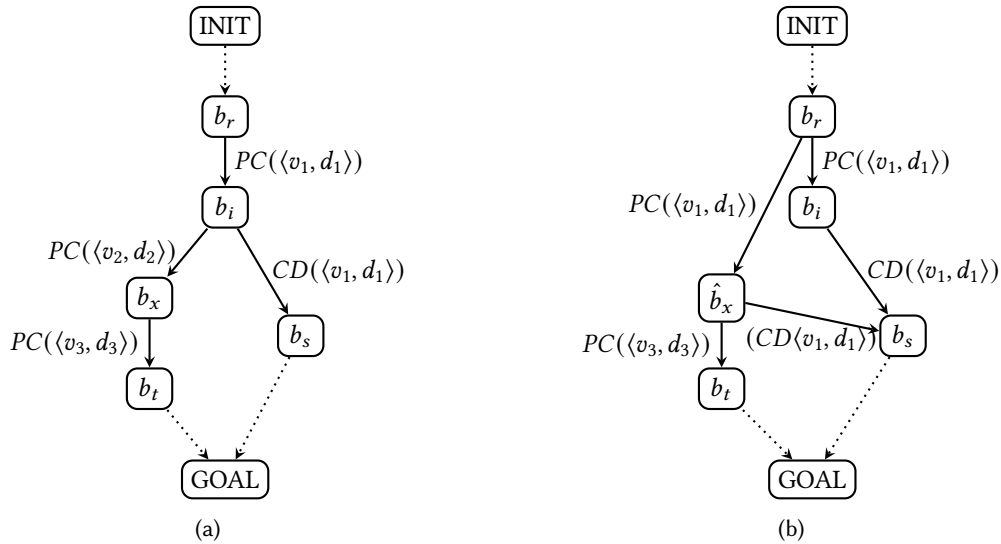 INIT
b_r
PC(⟨v_1, d_1⟩)
b_i
PC(⟨v_2, d_2⟩)
CD(⟨v_1, d_1⟩)
b_x
b_s
PC(⟨v_3, d_3⟩)
b_t
GOAL
(a)
INIT
b_r
PC(⟨v_1, d_1⟩)
PC(⟨v_1, d_1⟩)
b_i
CD(⟨v_1, d_1⟩)
b̂_x
b_s
PC(⟨v_3, d_3⟩)
(CD⟨v_1, d_1⟩)
b_t
GOAL
(b)